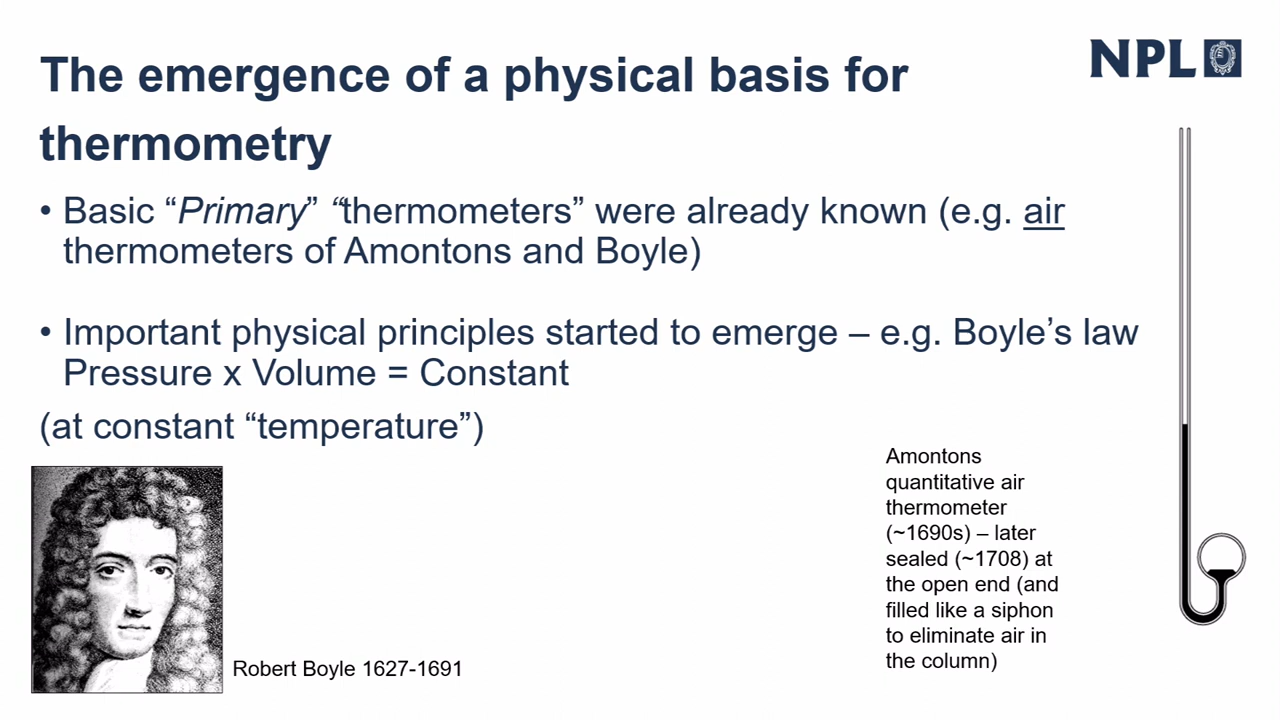 The emergence of a physical basis for
thermometry
NPL
• Basic “Primary” “thermometers” were already known (e.g. air
thermometers of Amontons and Boyle)
• Important physical principles started to emerge – e.g. Boyle’s law
Pressure x Volume = Constant
(at constant “temperature”)
Amontons
quantitative air
thermometer
(~1690s) – later
sealed (~1708) at
the open end (and
filled like a siphon
to eliminate air in
the column)
Robert Boyle 1627-1691